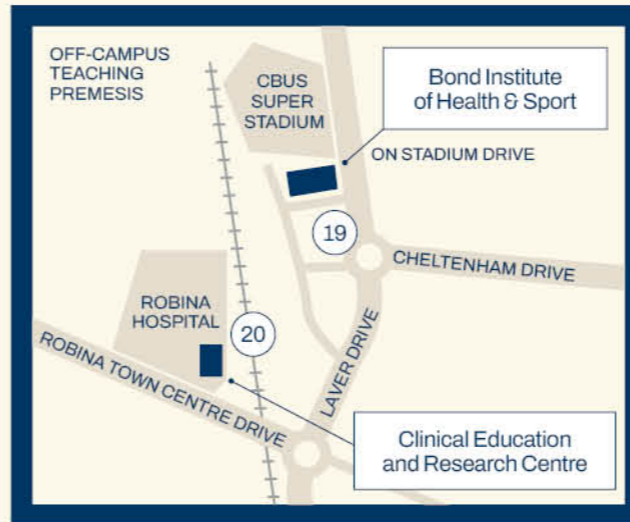 OFF-CAMPUS
TEACHING
PREMESIS
CBUS
SUPER
STADIUM
Bond Institute
of Health & Sport
ON STADIUM DRIVE
19
CHELTENHAM DRIVE
ROBINA
HOSPITAL
20
LAVER DRIVE
ROBINA TOWN CENTRE DRIVE
Clinical Education
and Research Centre